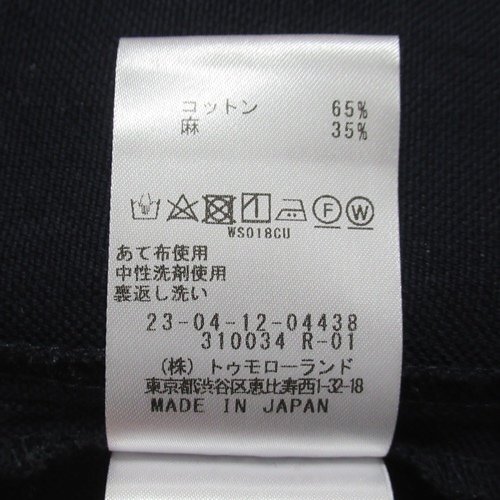 コットン 65%
麻 35%
F W
WS018CU
あて布使用
中性洗剤使用
裏返し洗い
23-04-12-04438
310034 R-01
(株) トゥモローランド
東京都渋谷区恵比寿西1-32-18
MADE IN JAPAN